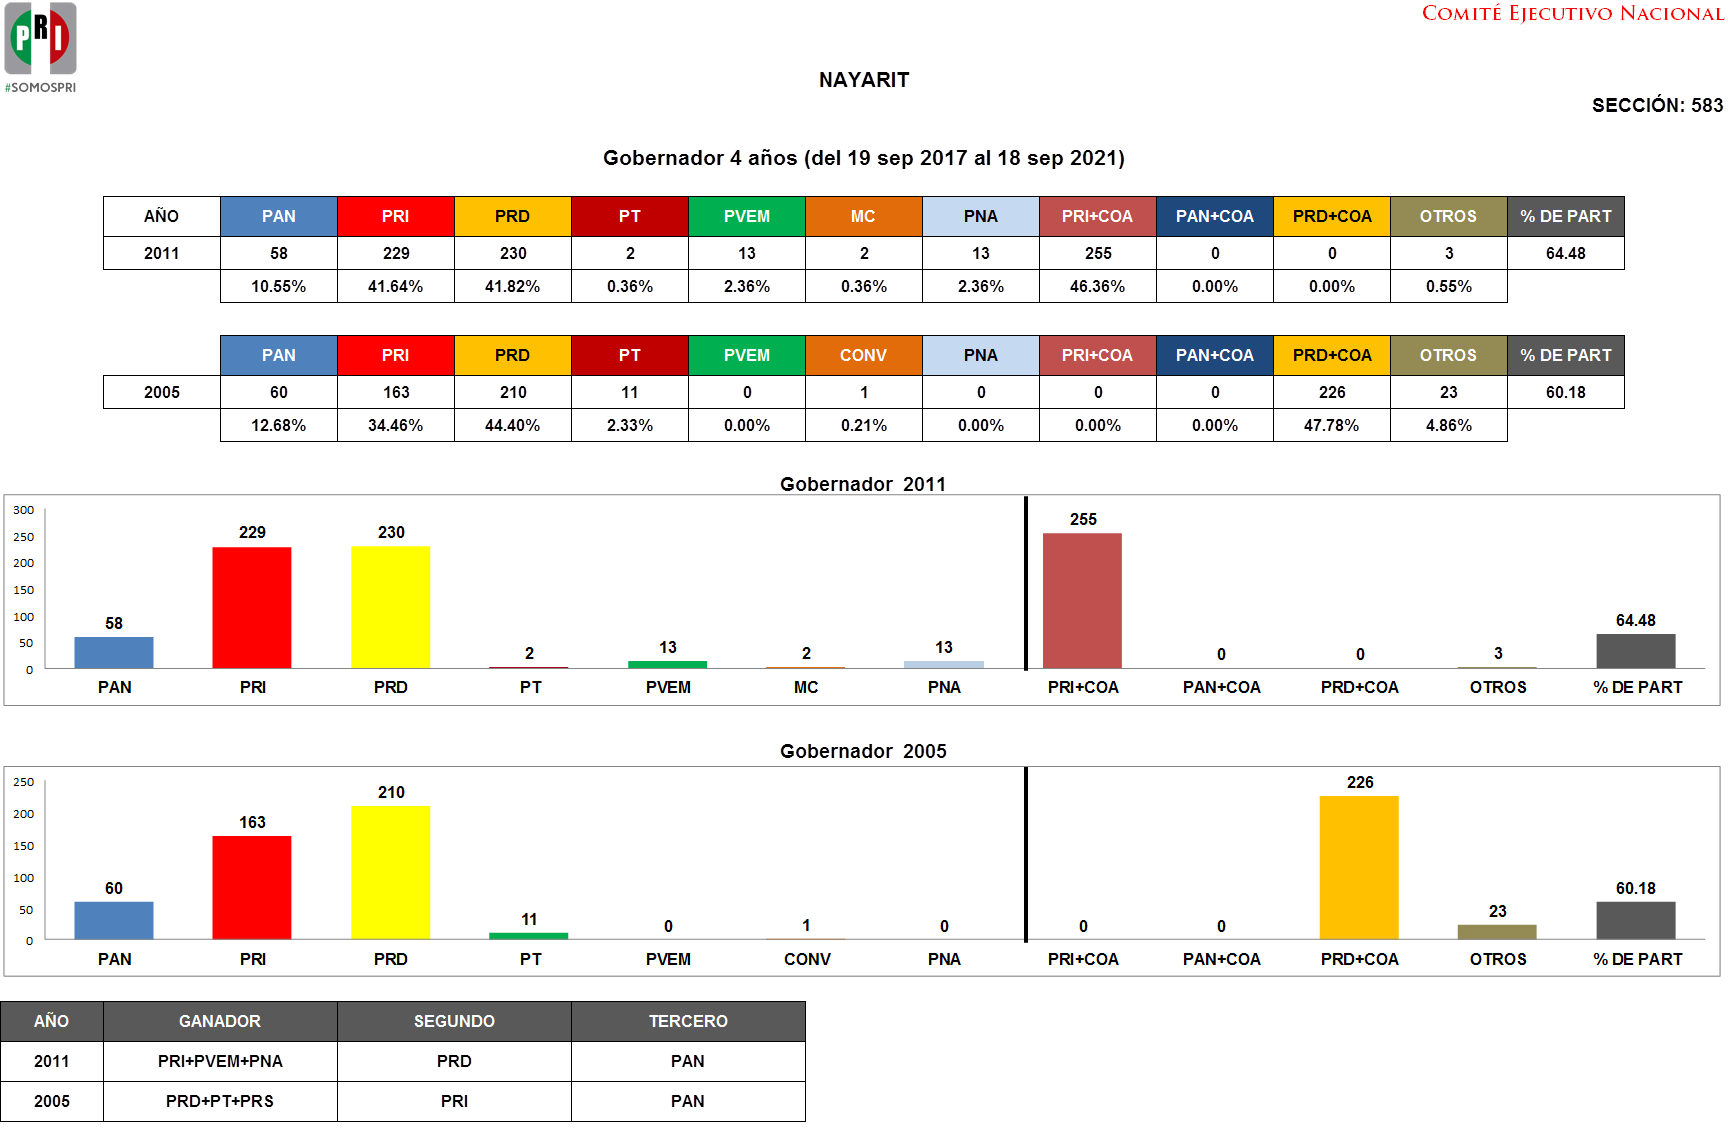 PRI
#SOMOSPRI
COMITÉ EJECUTIVO NACIONAL
NAYARIT
SECCIÓN: 583
Gobernador 4 años (del 19 sep 2017 al 18 sep 2021)
AÑO PAN PRI PRD PT PVEM MC PNA PRI+COA PAN+COA PRD+COA OTROS % DE PART
2011 58 229 230 2 13 2 13 255 0 0 3 64.48
10.55% 41.64% 41.82% 0.36% 2.36% 0.36% 2.36% 46.36% 0.00% 0.00% 0.55%
PAN PRI PRD PT PVEM CONV PNA PRI+COA PAN+COA PRD+COA OTROS % DE PART
2005 60 163 210 11 0 1 0 0 0 226 23 60.18
12.68% 34.46% 44.40% 2.33% 0.00% 0.21% 0.00% 0.00% 0.00% 47.78% 4.86%
Gobernador 2011
300
250
200
150
100
50
0
58 229 230 2 13 2 13 255 0 0 3 64.48
PAN PRI PRD PT PVEM MC PNA PRI+COA PAN+COA PRD+COA OTROS % DE PART
Gobernador 2005
250
200
150
100
50
0
60 163 210 11 0 1 0 0 0 226 23 60.18
PAN PRI PRD PT PVEM CONV PNA PRI+COA PAN+COA PRD+COA OTROS % DE PART
AÑO GANADOR SEGUNDO TERCERO
2011 PRI+PVEM+PNA PRD PAN
2005 PRD+PT+PRS PRI PAN